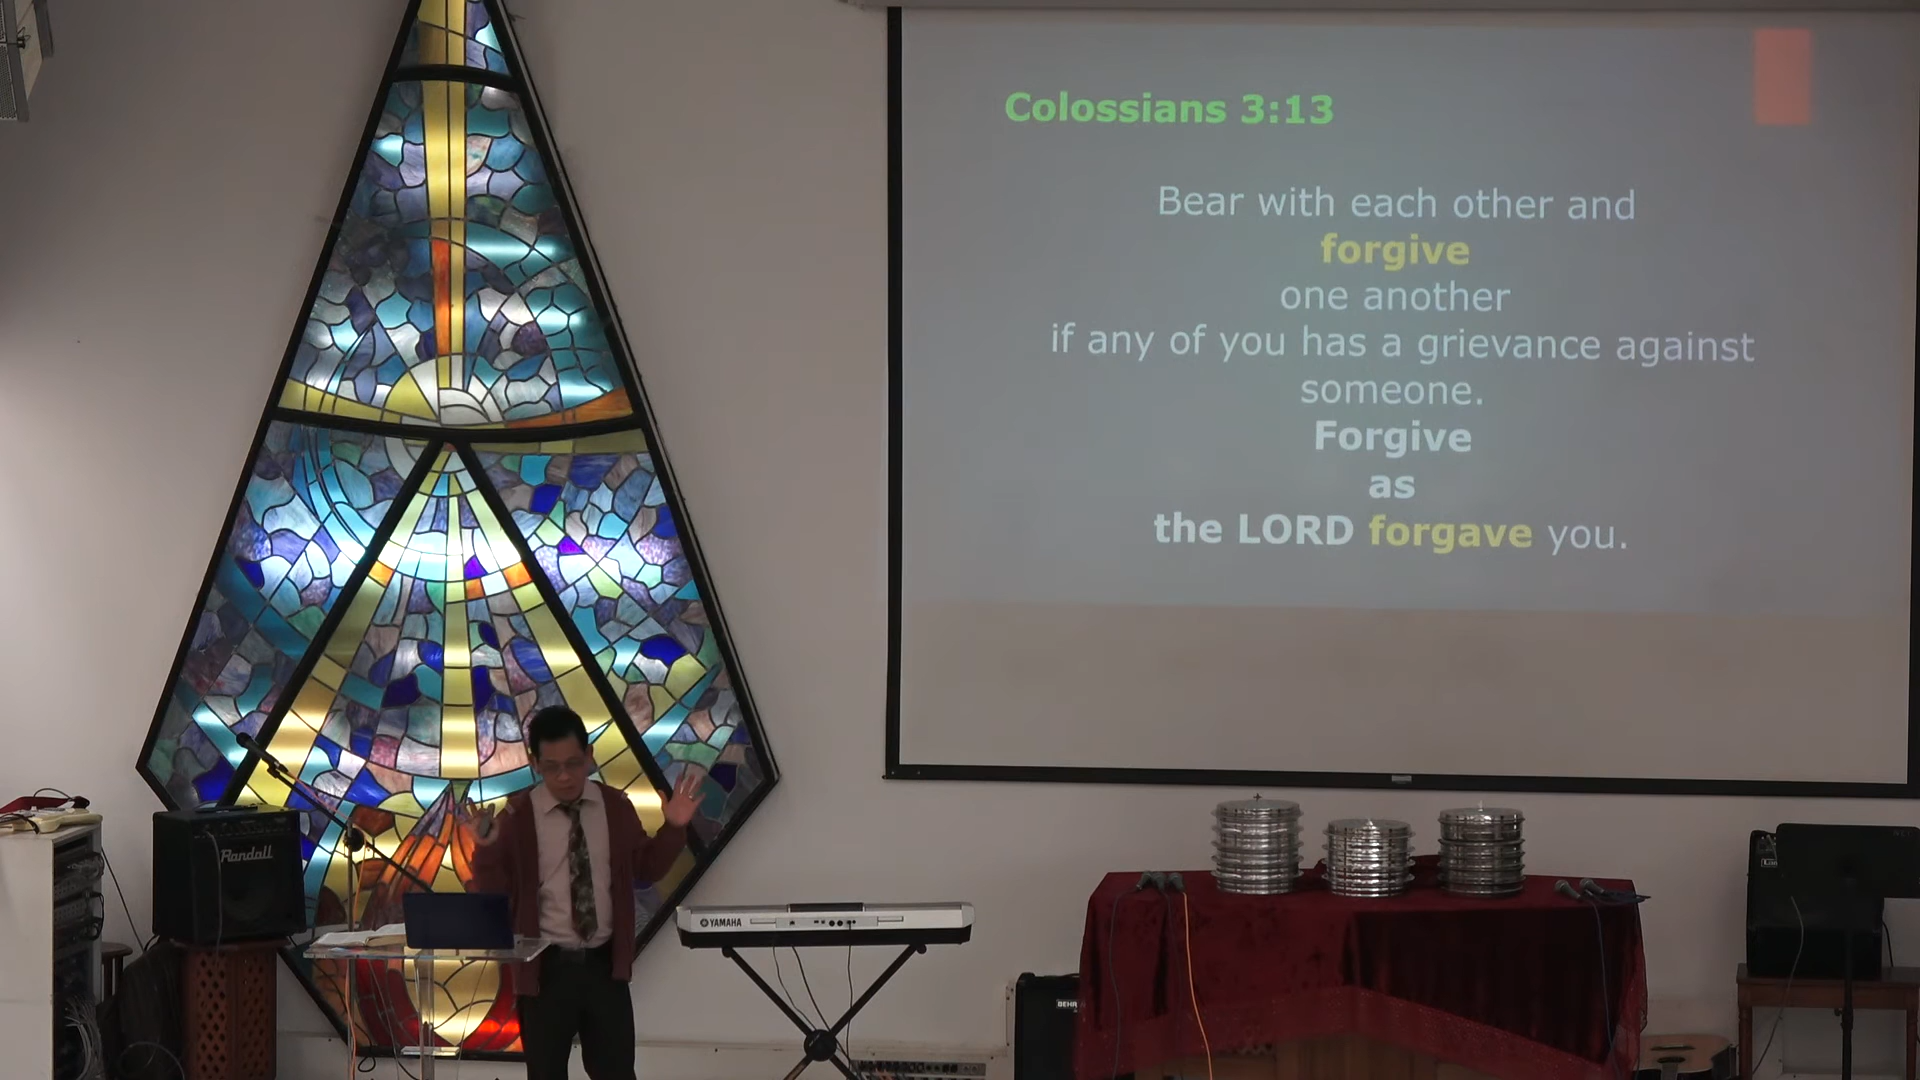 Colossians 3:13
Bear with each other and
forgive
one another
if any of you has a grievance against
someone.
Forgive
as
the LORD forgave you.
Randall
YAMAHA
BEHR